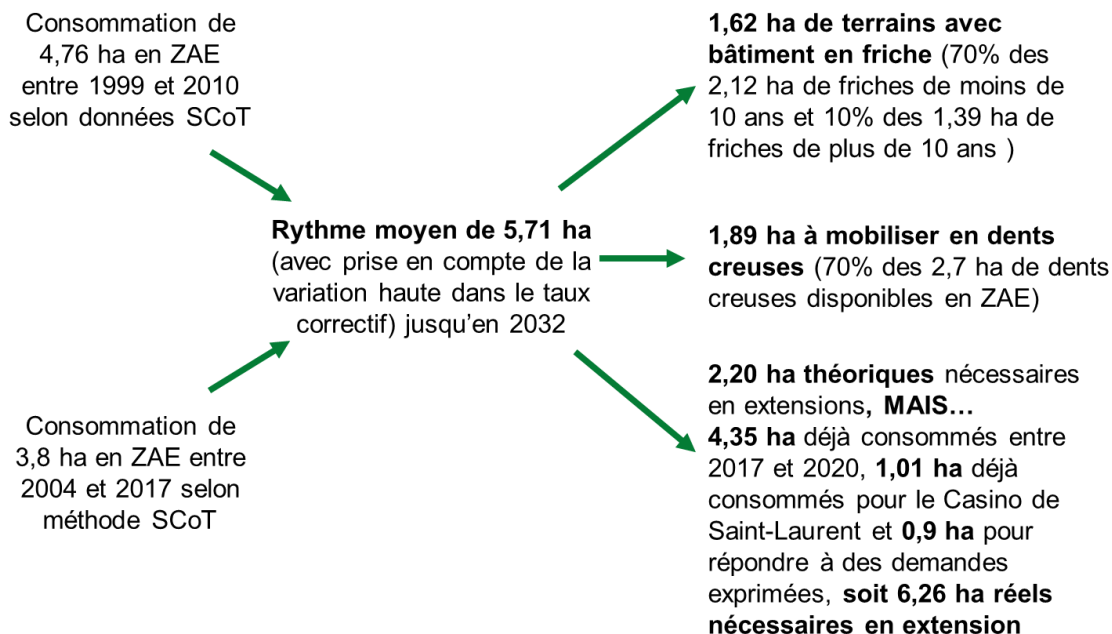 Consommation de
4,76 ha en ZAE
entre 1999 et 2010
selon données SCoT
Consommation de
3,8 ha en ZAE entre
2004 et 2017 selon
méthode SCoT
Rythme moyen de 5,71 ha
(avec prise en compte de la
variation haute dans le taux
correctif) jusqu'en 2032
1,62 ha de terrains avec
bâtiment en friche (70% des
2,12 ha de friches de moins de
10 ans et 10% des 1,39 ha de
friches de plus de 10 ans )
1,89 ha à mobiliser en dents
creuses (70% des 2,7 ha de dents
creuses disponibles en ZAE)
2,20 ha théoriques nécessaires
en extensions, MAIS…
4,35 ha déjà consommés entre
2017 et 2020, 1,01 ha déjà
consommés pour le Casino de
Saint-Laurent et 0,9 ha pour
répondre à des demandes
exprimées, soit 6,26 ha réels
nécessaires en extension